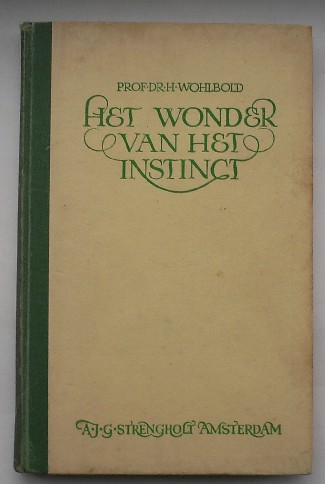 PROF·DR·H·WOHLBOLD
HET WONDER
VAN HET
INSTINCT
A·J·G·STRENGHOLT AMSTERDAM